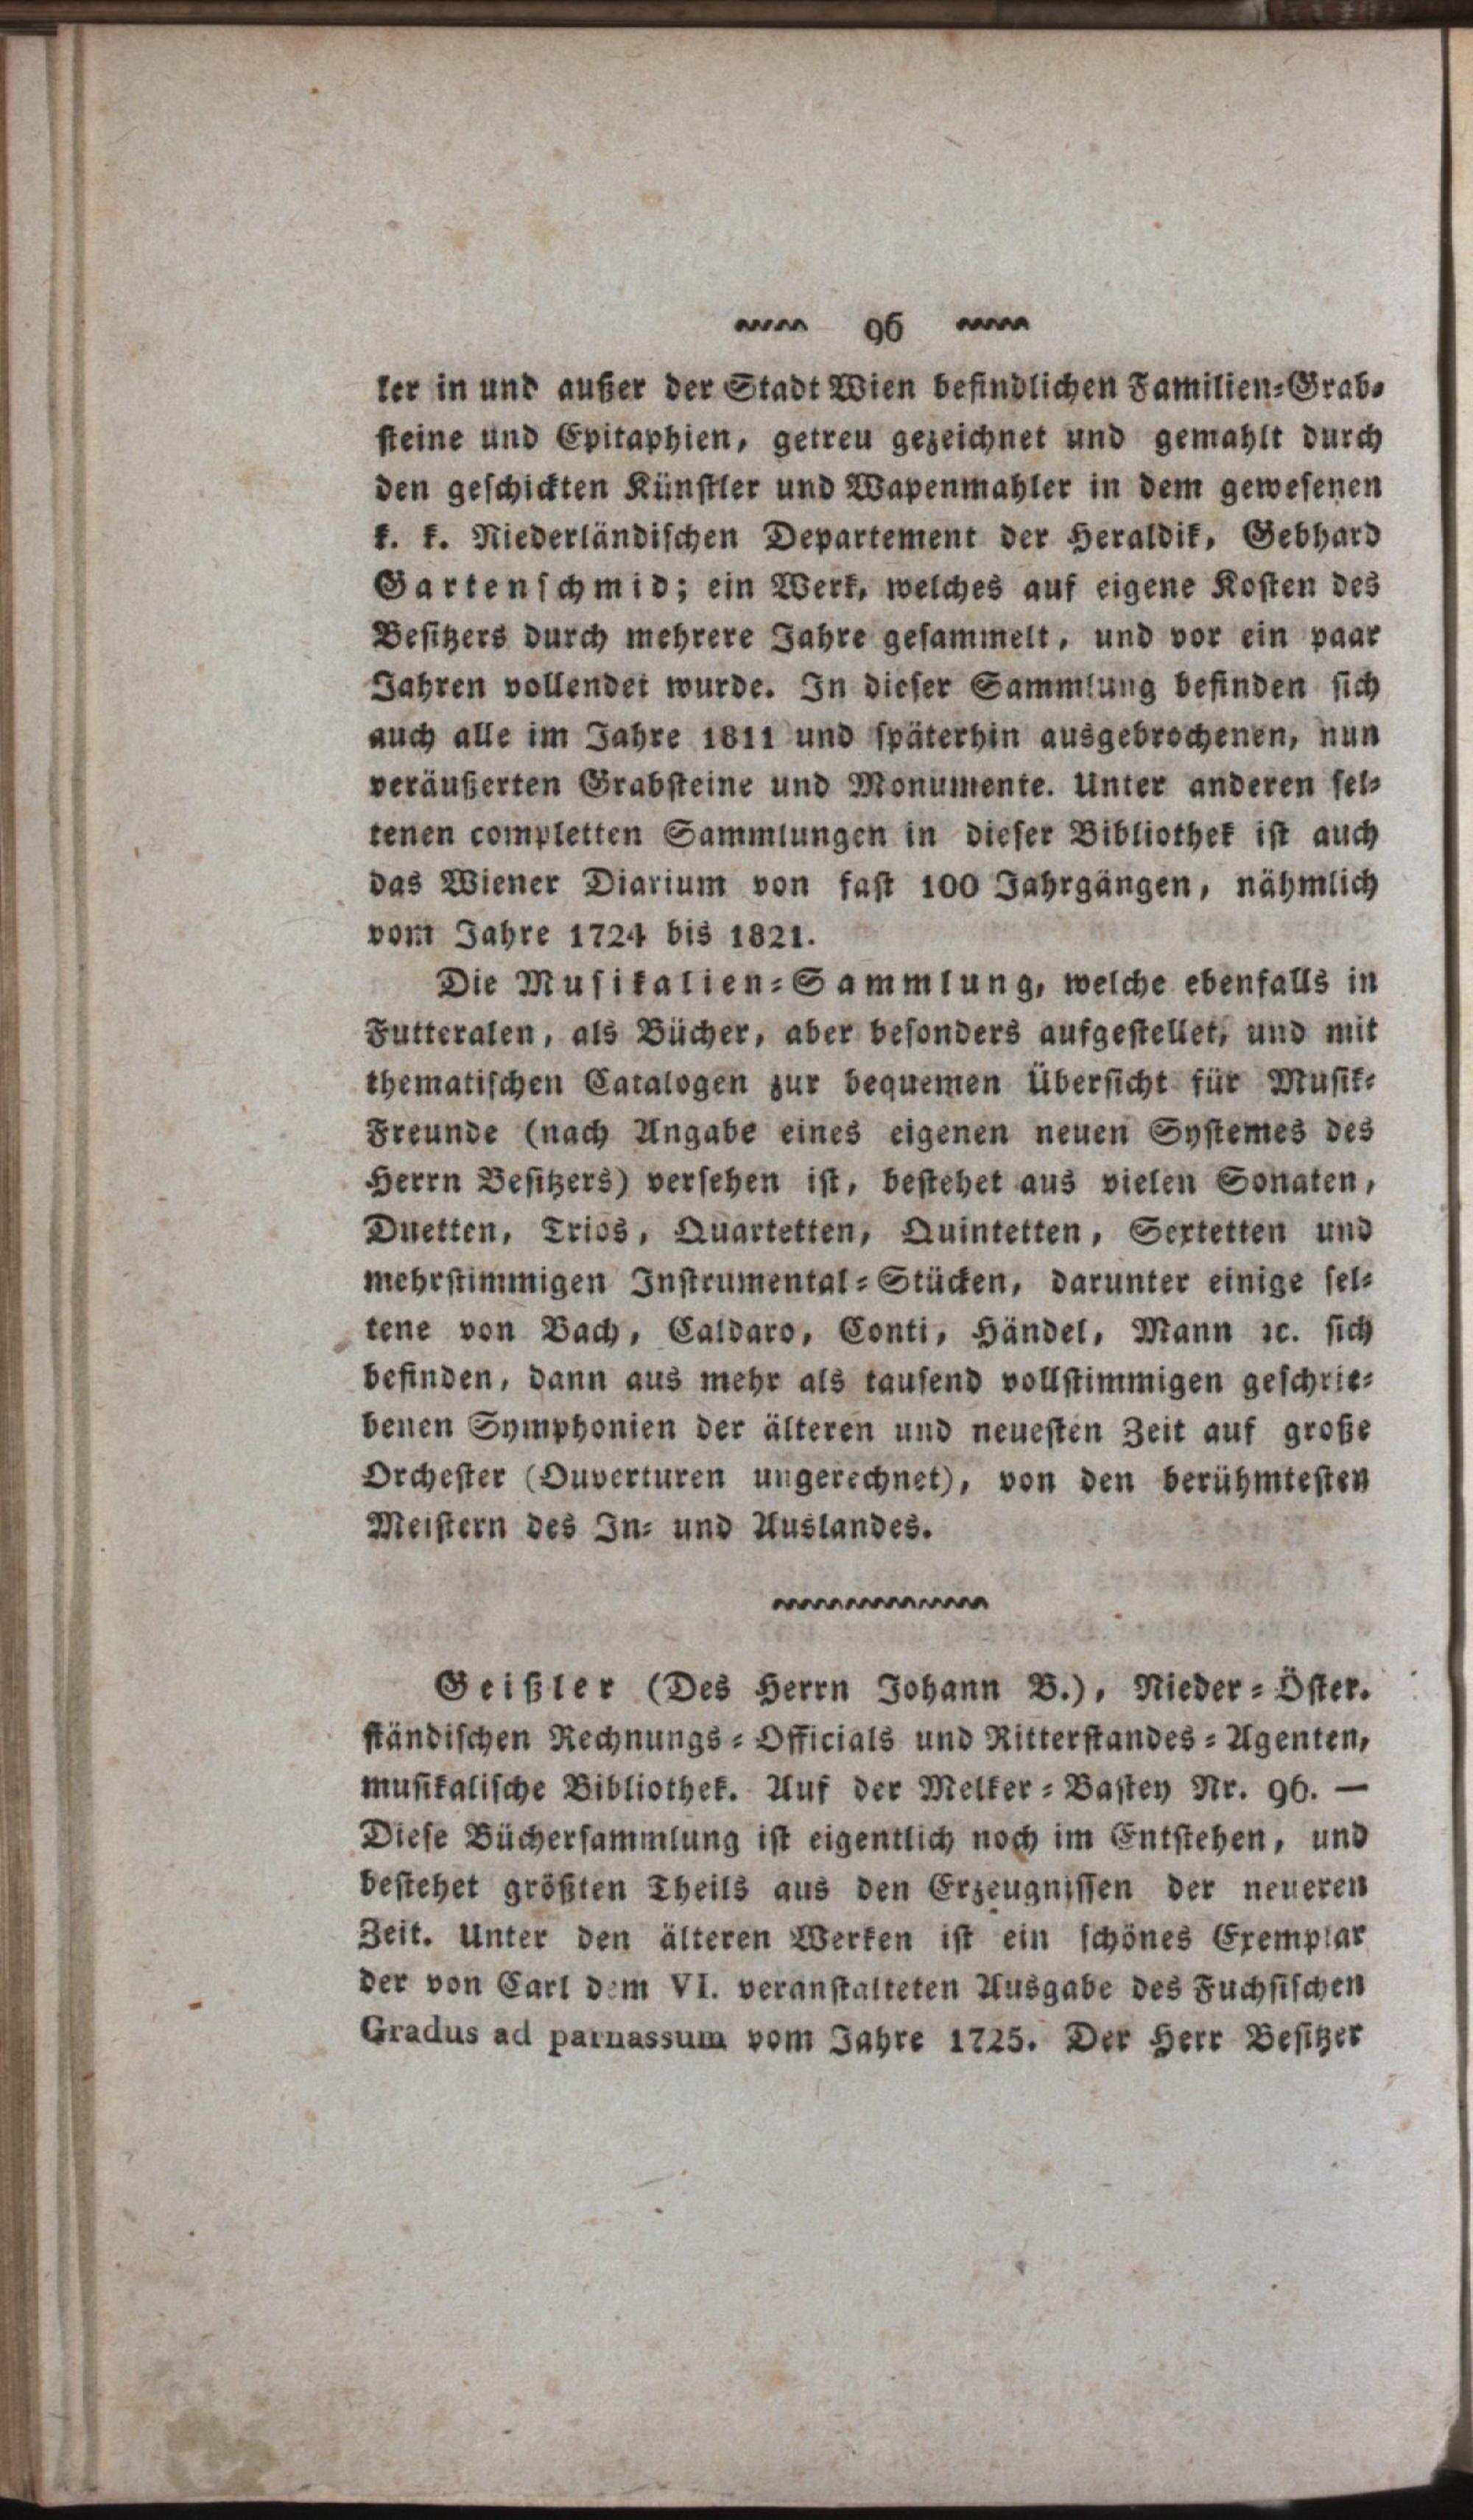 96
ler in und außer der Stadt Wien befindlichen Familien-Grab-
steine und Epitaphien, getreu gezeichnet und gemahlt durch
den geschickten Künstler und Wapenmahler in dem gewesenen
k. k. Niederländischen Departement der Heraldik, Gebhard
Gartenschmid; ein Werk, welches auf eigene Kosten des
Besitzers durch mehrere Jahre gesammelt, und vor ein paar
Jahren vollendet wurde. In dieser Sammlung befinden sich
auch alle im Jahre 1811 und späterhin ausgebrochenen, nun
veräußerten Grabsteine und Monumente. Unter anderen sel-
tenen completten Sammlungen in dieser Bibliothek ist auch
das Wiener Diarium von fast 100 Jahrgängen, nähmlich
vom Jahre 1724 bis 1821.
Die Musikalien-Sammlung, welche ebenfalls in
Futteralen, als Bücher, aber besonders aufgestellet, und mit
thematischen Catalogen zur bequemen Übersicht für Musik-
Freunde (nach Angabe eines eigenen neuen Systemes des
Herrn Besitzers) versehen ist, bestehet aus vielen Sonaten,
Duetten, Trios, Quartetten, Quintetten, Sextetten und
mehrstimmigen Instrumental-Stücken, darunter einige sel-
tene von Bach, Caldaro, Conti, Händel, Mann ꝛc. sich
befinden, dann aus mehr als tausend vollstimmigen geschrie-
benen Symphonien der älteren und neuesten Zeit auf große
Orchester (Ouverturen ungerechnet), von den berühmtesten
Meistern des In- und Auslandes.
Geißler (Des Herrn Johann B.), Nieder-Öster.
ständischen Rechnungs-Officials und Ritterstandes-Agenten,
musikalische Bibliothek. Auf der Melker-Bastey Nr. 96. —
Diese Büchersammlung ist eigentlich noch im Entstehen, und
bestehet größten Theils aus den Erzeugnissen der neueren
Zeit. Unter den älteren Werken ist ein schönes Exemplar
der von Carl dem VI. veranstalteten Ausgabe des Fuchsischen
Gradus ad parnassum vom Jahre 1725. Der Herr Besitzer